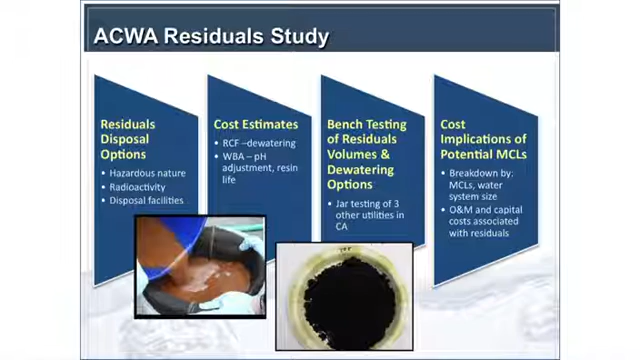 ACWA Residuals Study
Residuals
Disposal
Options
• Hazardous nature
• Radioactivity
• Disposal facilities
Cost Estimates
• RCF –dewatering
• WBA – pH
adjustment, resin
life
Bench Testing
of Residuals
Volumes &
Dewatering
Options
• Jar testing of 3
other utilities in
CA
Cost
Implications of
Potential MCLs
• Breakdown by:
MCLs, water
system size
• O&M and capital
costs associated
with residuals